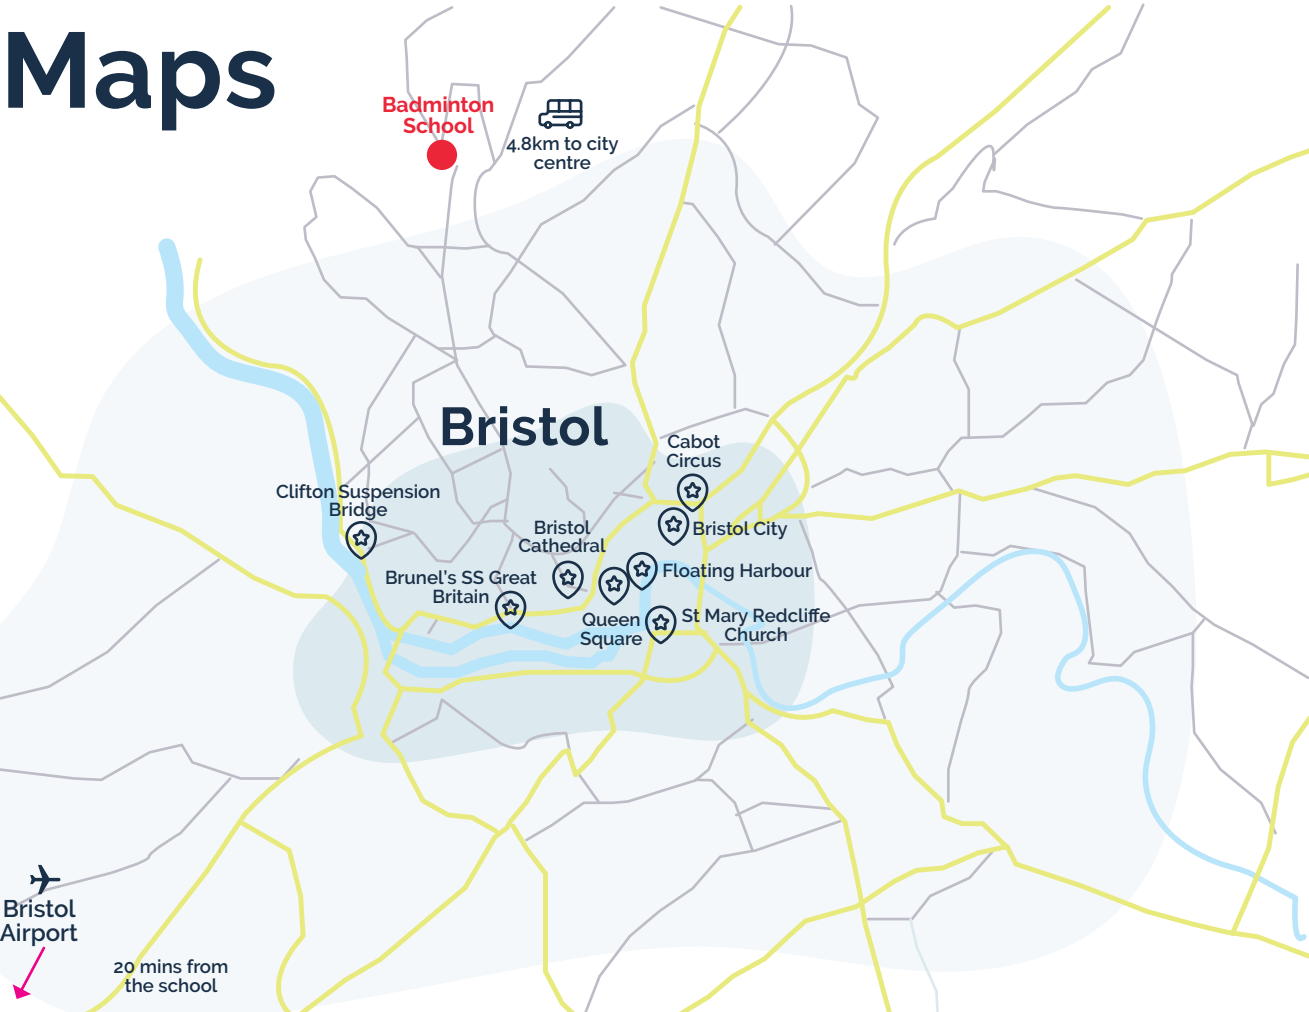 Maps
Badminton
School
4.8km to city
centre
Bristol
Cabot
Circus
Clifton Suspension
Bridge
Bristol
Cathedral
Bristol City
Brunel's SS Great
Britain
Floating Harbour
Queen
Square
St Mary Redcliffe
Church
Bristol
Airport
20 mins from
the school